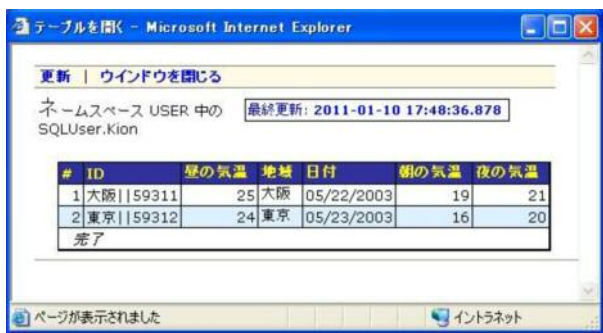 テーブルを開く - Microsoft Internet Explorer
更新 | ウインドウを閉じる
ネームスペース USER 中の
SQLUser.Kion
最終更新: 2011-01-10 17:48:36.878
# ID 昼の気温 地域 日付 朝の気温 夜の気温
1 大阪||59311 25 大阪 05/22/2003 19 21
2 東京||59312 24 東京 05/23/2003 16 20
完了
ページが表示されました イントラネット